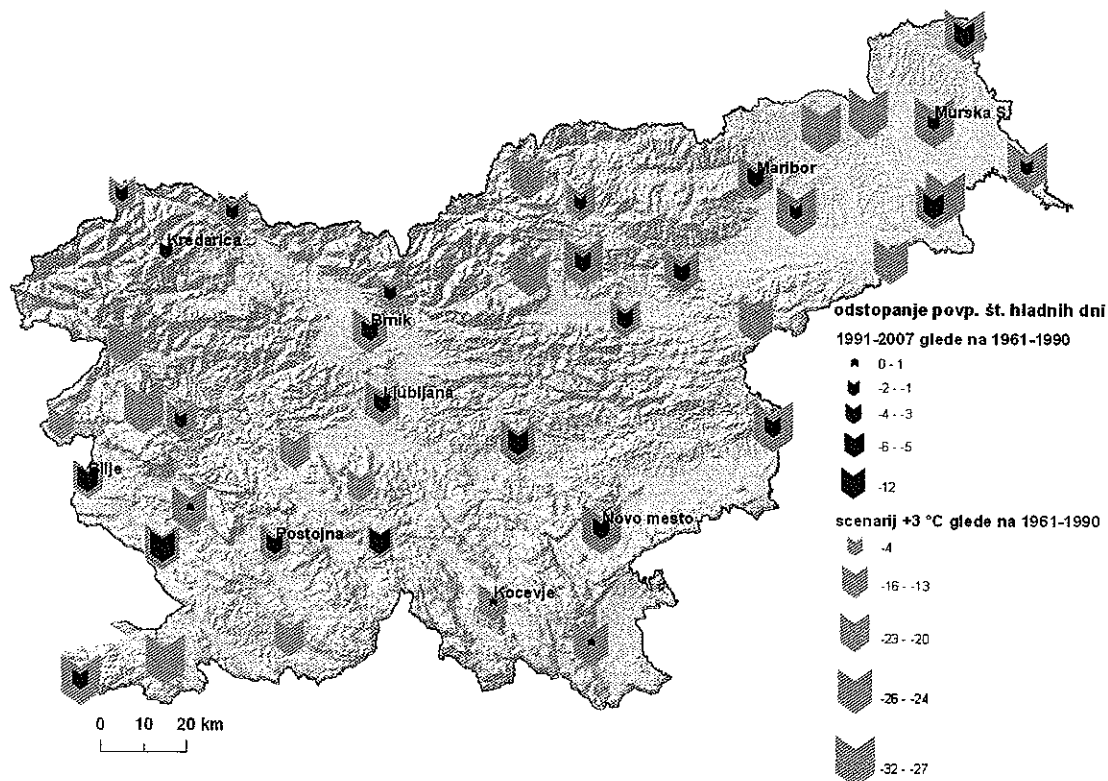 Murska S.
Maribor
Kredarica
Brnik
Ljubljana
Bilje
Postojna
Novo mesto
Kocevje
0 10 20 km
odstopanje povp. št. hladnih dni
1991-2007 glede na 1961-1990
0 - 1
-2 - -1
-4 - -3
-6 - -5
-12
scenarij +3 °C glede na 1961-1990
-4
-16 - -13
-23 - -20
-26 - -24
-32 - -27